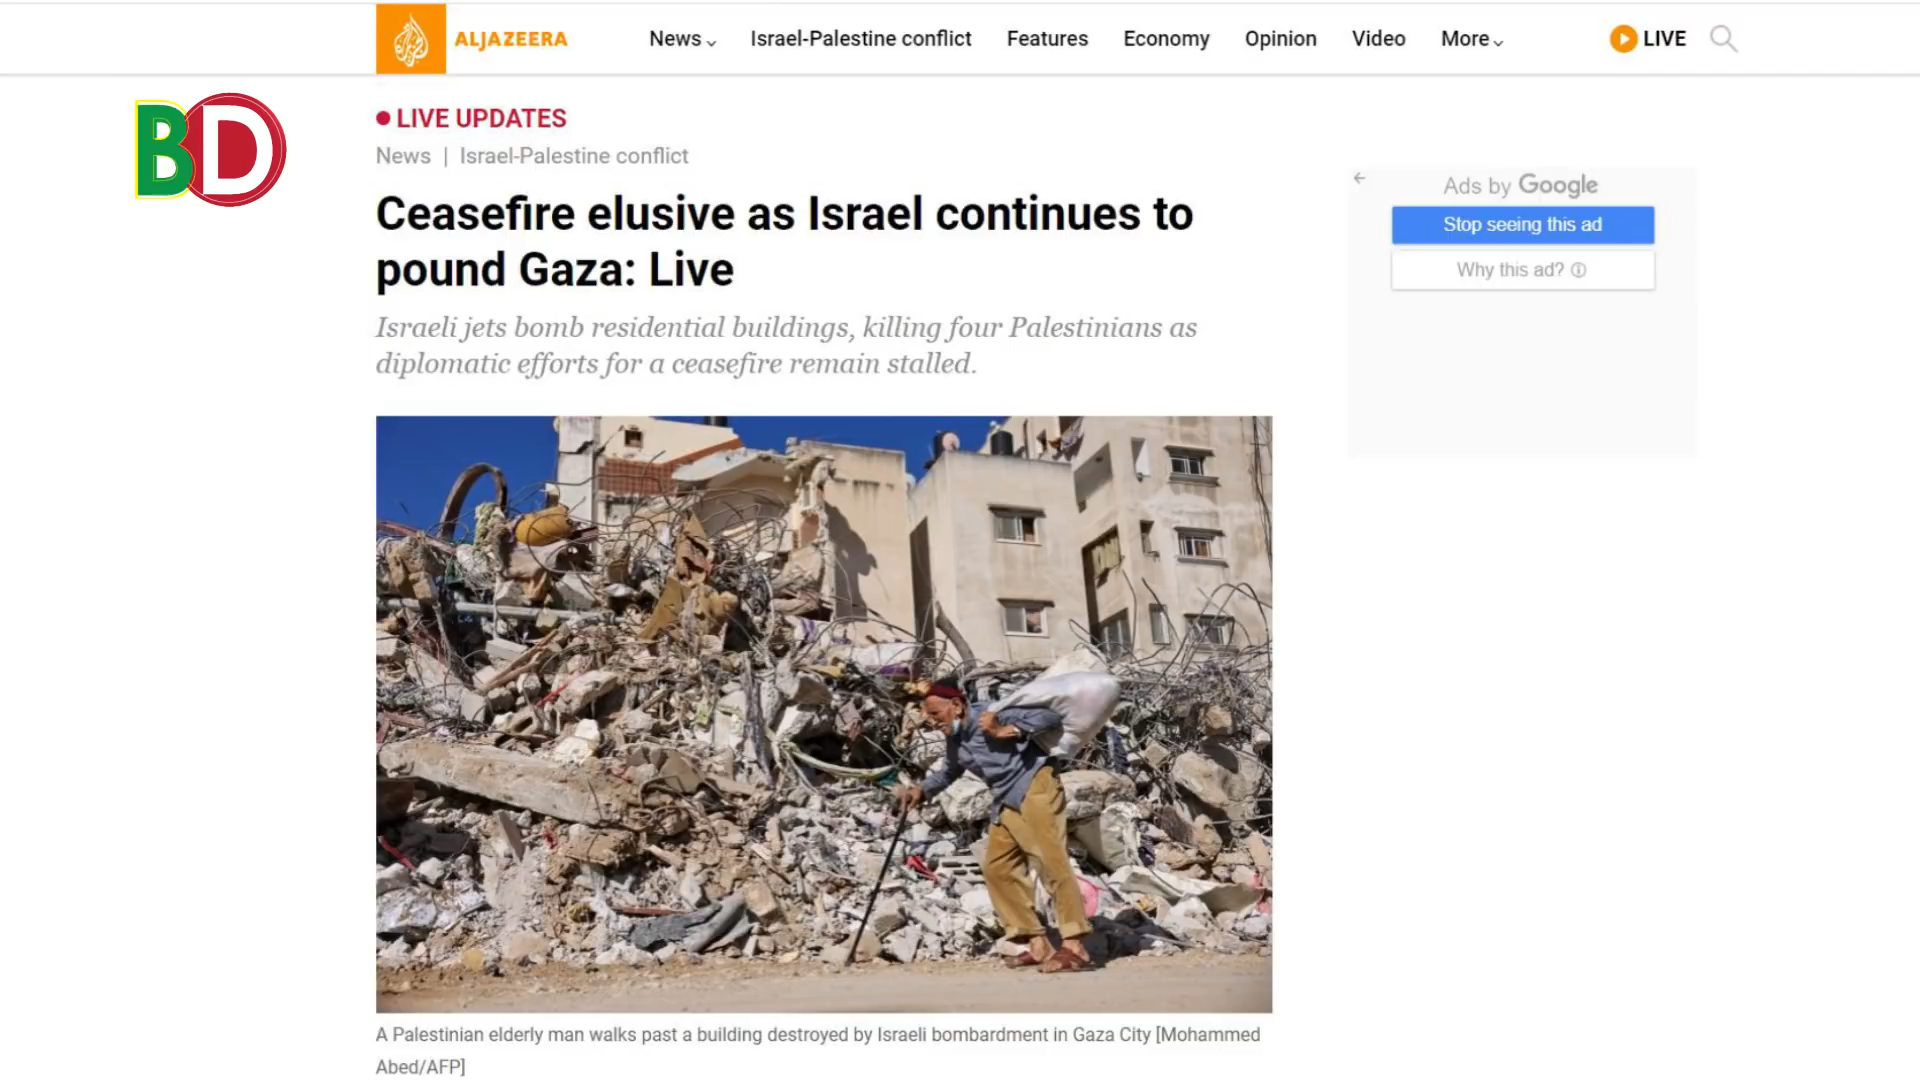 ALJAZEERA
News
Israel-Palestine conflict
Features
Economy
Opinion
Video
More
LIVE
BD
LIVE UPDATES
News | Israel-Palestine conflict
Ceasefire elusive as Israel continues to
pound Gaza: Live
Israeli jets bomb residential buildings, killing four Palestinians as
diplomatic efforts for a ceasefire remain stalled.
Ads by Google
Stop seeing this ad
Why this ad?
A Palestinian elderly man walks past a building destroyed by Israeli bombardment in Gaza City [Mohammed
Abed/AFP]